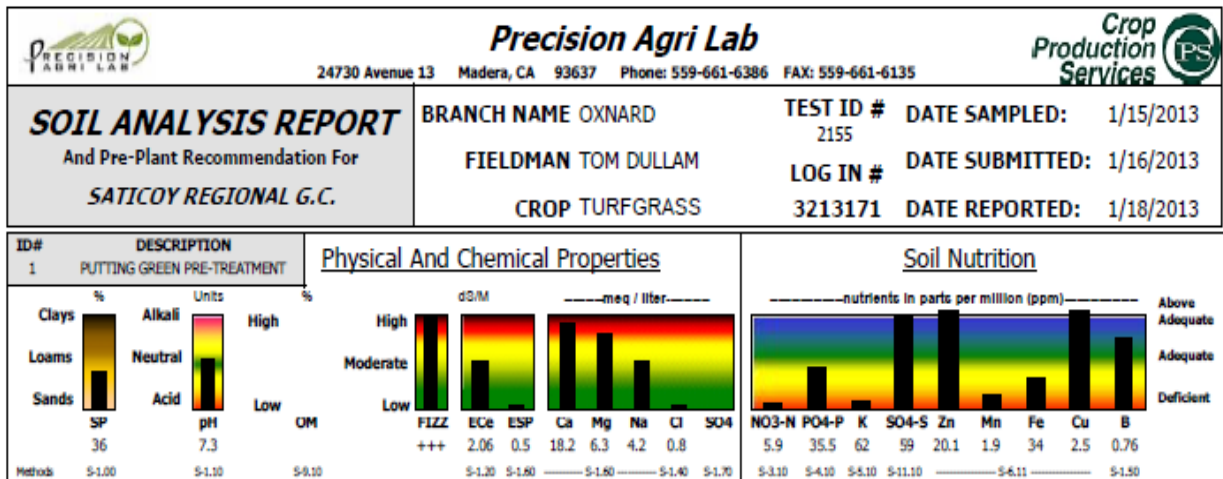 PRECISION
AGRI LAB
Precision Agri Lab
24730 Avenue 13 Madera, CA 93637 Phone: 559-661-6386 FAX: 559-661-6135
Crop
Production
Services
CPS
SOIL ANALYSIS REPORT
And Pre-Plant Recommendation For
SATICOY REGIONAL G.C.
BRANCH NAME OXNARD
FIELDMAN TOM DULLAM
CROP TURFGRASS
TEST ID #
2155
LOG IN #
3213171
DATE SAMPLED: 1/15/2013
DATE SUBMITTED: 1/16/2013
DATE REPORTED: 1/18/2013
ID# DESCRIPTION
1 PUTTING GREEN PRE-TREATMENT
Physical And Chemical Properties
Soil Nutrition
% Units % dS/M ------meq / liter------
----------nutrients in parts per million (ppm)----------
Clays Alkali High High
Loams Neutral Moderate
Sands Acid Low Low
Above
Adequate
Adequate
Deficient
SP pH OM FIZZ ECe ESP Ca Mg Na Cl SO4 NO3-N PO4-P K SO4-S Zn Mn Fe Cu B
36 7.3 +++ 2.06 0.5 18.2 6.3 4.2 0.8 5.9 35.5 62 59 20.1 1.9 34 2.5 0.76
Methods S-1.00 S-1.10 S-9.10 S-1.20 S-1.60 ----------- S-1.60 ----------- S-1.40 S-1.70 S-3.10 S-4.10 S-5.10 S-11.10 --------------- S-6.11 --------------- S-1.50